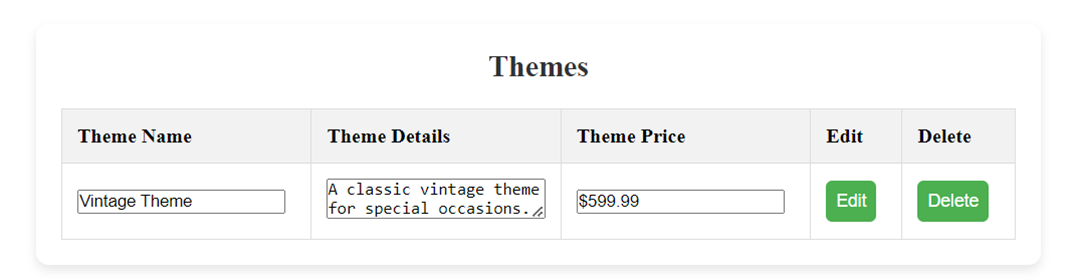 Themes
Theme Name Theme Details Theme Price Edit Delete
Vintage Theme A classic vintage theme $599.99 Edit Delete
for special occasions.